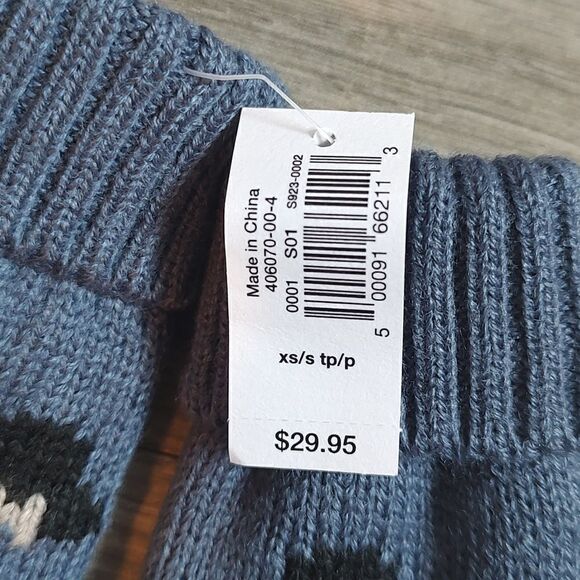 Made in China
406070-00-4
0001 S01 S923-0002
5 00091 66211 3
xs/s tp/p
$29.95